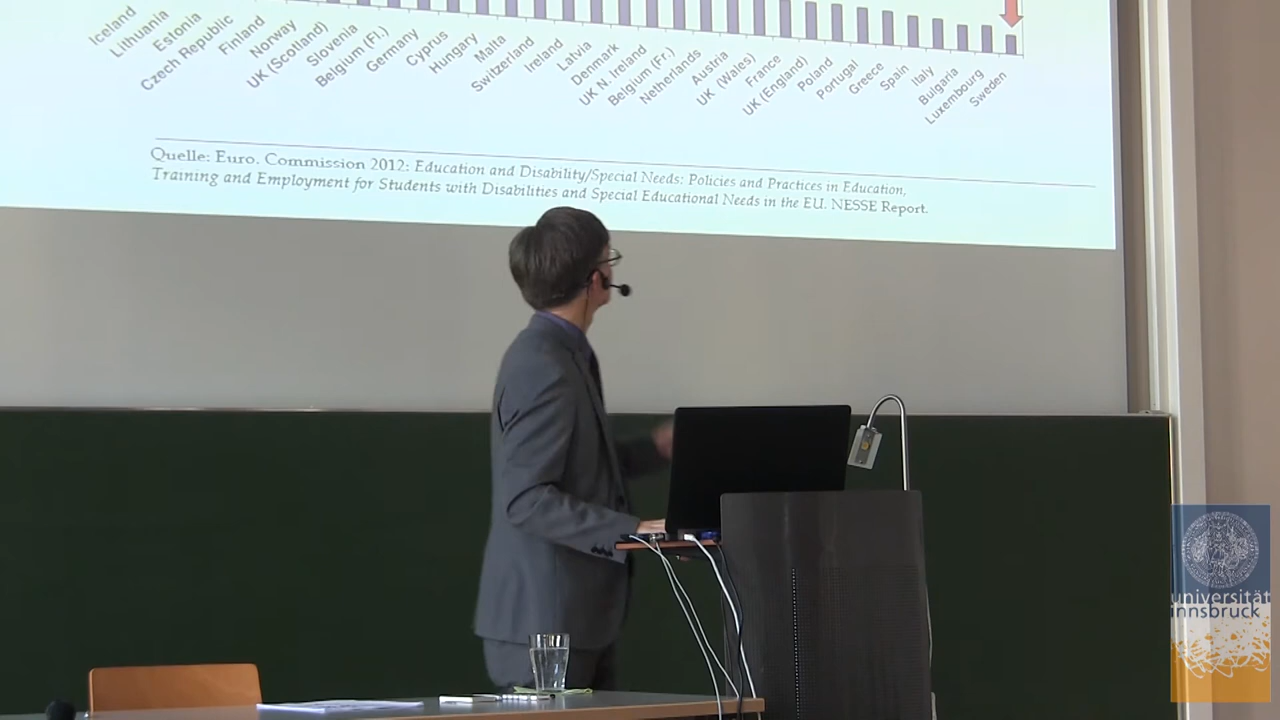 Iceland
Lithuania
Estonia
Czech Republic
Finland
Norway
UK (Scotland)
Slovenia
Belgium (Fl.)
Germany
Cyprus
Hungary
Malta
Switzerland
Ireland
Latvia
Denmark
UK N. Ireland
Belgium (Fr.)
Netherlands
Austria
UK (Wales)
France
UK (England)
Poland
Portugal
Greece
Spain
Italy
Bulgaria
Luxembourg
Sweden
Quelle: Euro. Commission 2012: Education and Disability/Special Needs: Policies and Practices in Education,
Training and Employment for Students with Disabilities and Special Educational Needs in the EU. NESSE Report.
universität
innsbruck